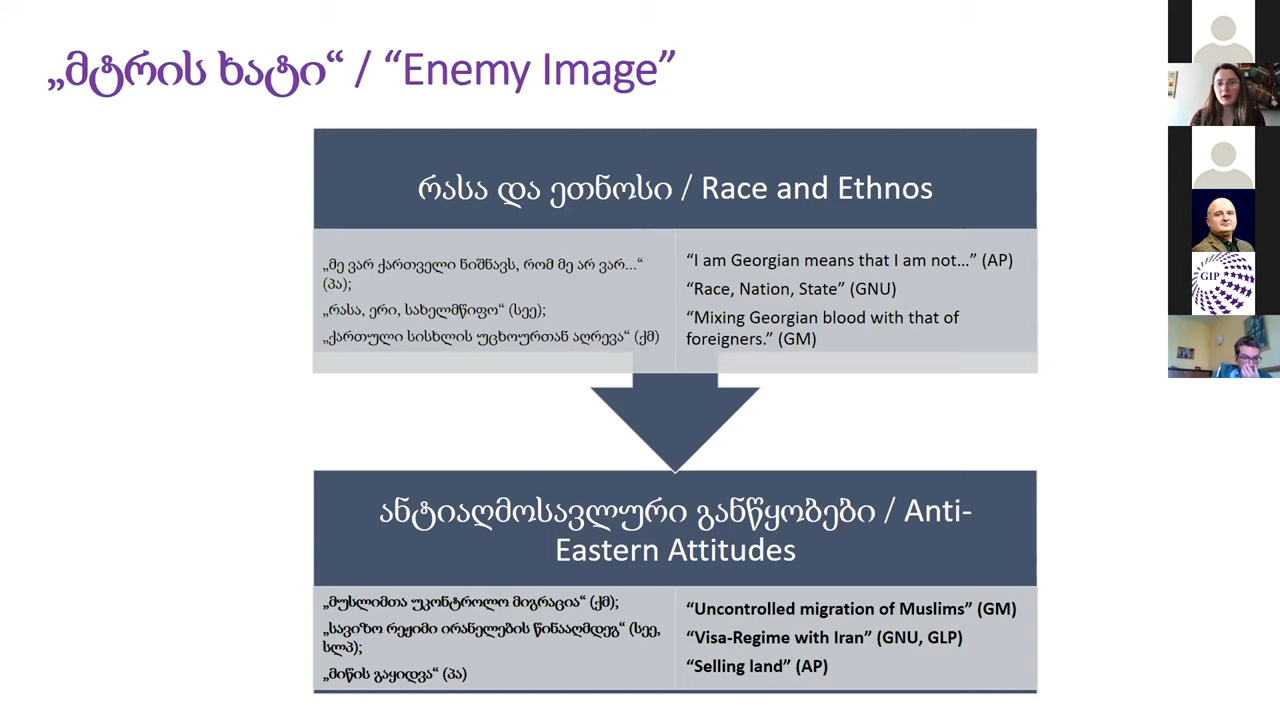 „მტრის ხატი“ / “Enemy Image”
რასა და ეთნოსი / Race and Ethnos
„მე ვარ ქართველი ნიშნავს, რომ მე არ ვარ...“
(პა);
„რასა, ერი, სახელმწიფო“ (სეე);
„ქართული სისხლის უცხოურთან აღრევა“ (ქმ)
“I am Georgian means that I am not…” (AP)
“Race, Nation, State” (GNU)
“Mixing Georgian blood with that of
foreigners.” (GM)
ანტიაღმოსავლური განწყობები / Anti-
Eastern Attitudes
„მუსლიმთა უკონტროლო მიგრაცია“ (ქმ);
„სავიზო რეჟიმი ირანელების წინააღმდეგ“ (სეე,
სლპ);
„მიწის გაყიდვა“ (პა)
“Uncontrolled migration of Muslims” (GM)
“Visa-Regime with Iran” (GNU, GLP)
“Selling land” (AP)
GIP